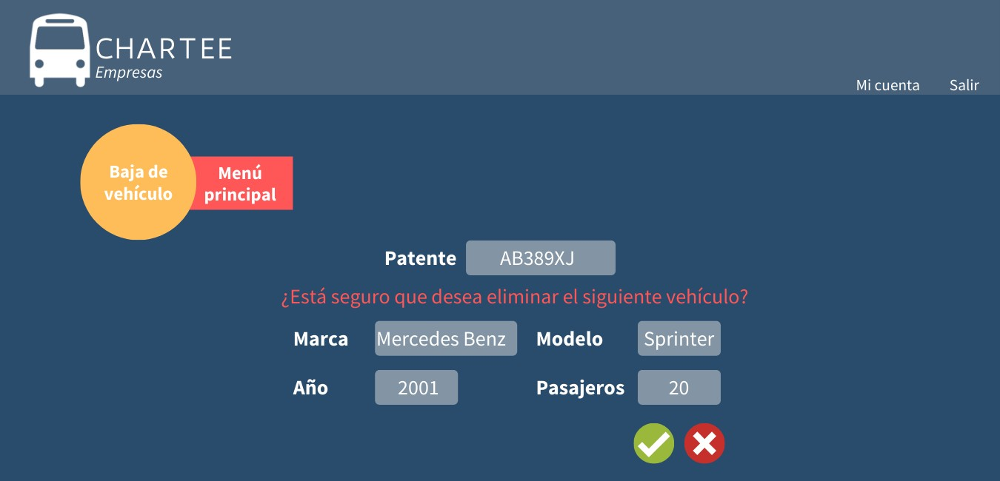 CHARTEE
Empresas
Mi cuenta Salir
Baja de
vehículo
Menú
principal
Patente AB389XJ
¿Está seguro que desea eliminar el siguiente vehículo?
Marca Mercedes Benz Modelo Sprinter
Año 2001 Pasajeros 20